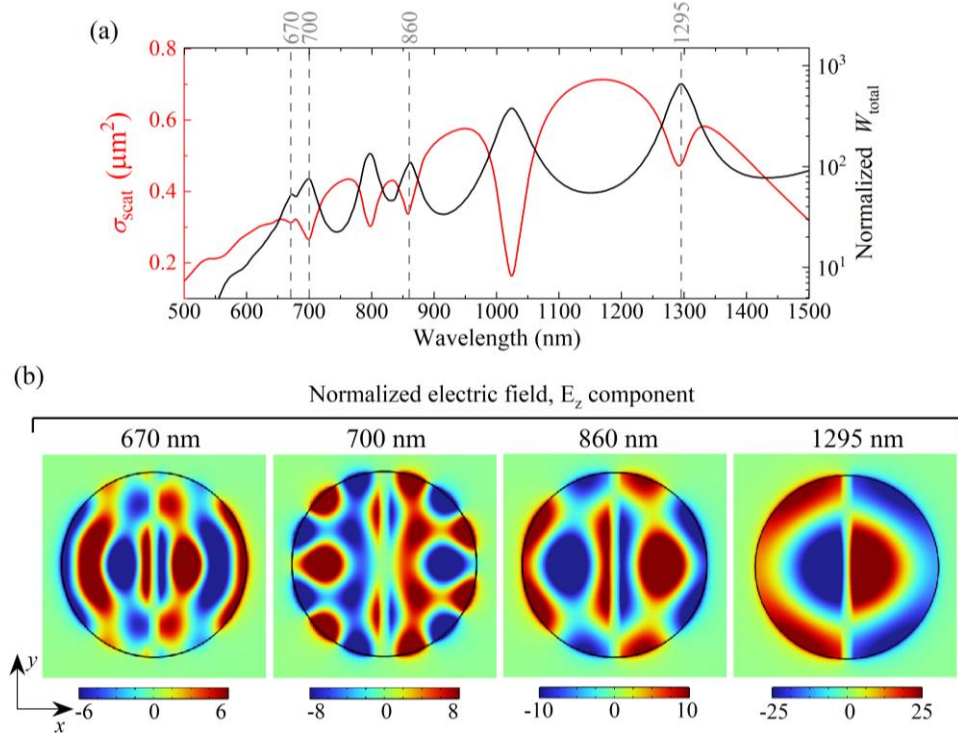 (a)
670
700
860
1295
0.8
0.6
0.4
0.2
σscat (μm²)
10³
10²
10¹
Normalized Wtotal
500 600 700 800 900 1000 1100 1200 1300 1400 1500
Wavelength (nm)
(b)
Normalized electric field, Ez component
670 nm 700 nm 860 nm 1295 nm
y
x
-6 0 6 -8 0 8 -10 0 10 -25 0 25